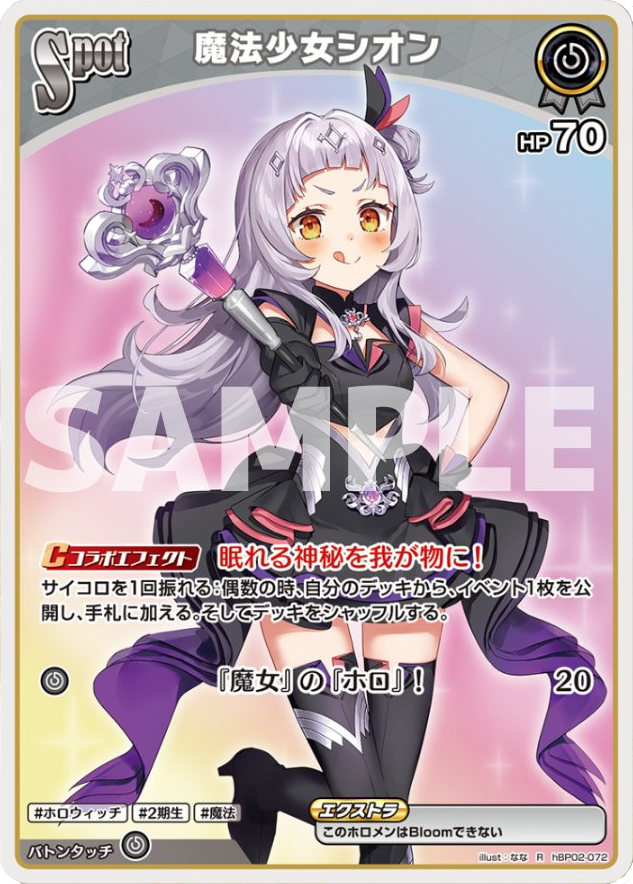 Spot
魔法少女シオン
HP 70
SAMPLE
コラボエフェクト 眠れる神秘を我が物に!
サイコロを1回振れる:偶数の時、自分のデッキから、イベント1枚を公
開し、手札に加える。そしてデッキをシャッフルする。
『魔女』の『ホロ』! 20
#ホロウィッチ #2期生 #魔法
エクストラ
このホロメンはBloomできない
バトンタッチ
illust:なな R hBP02-072